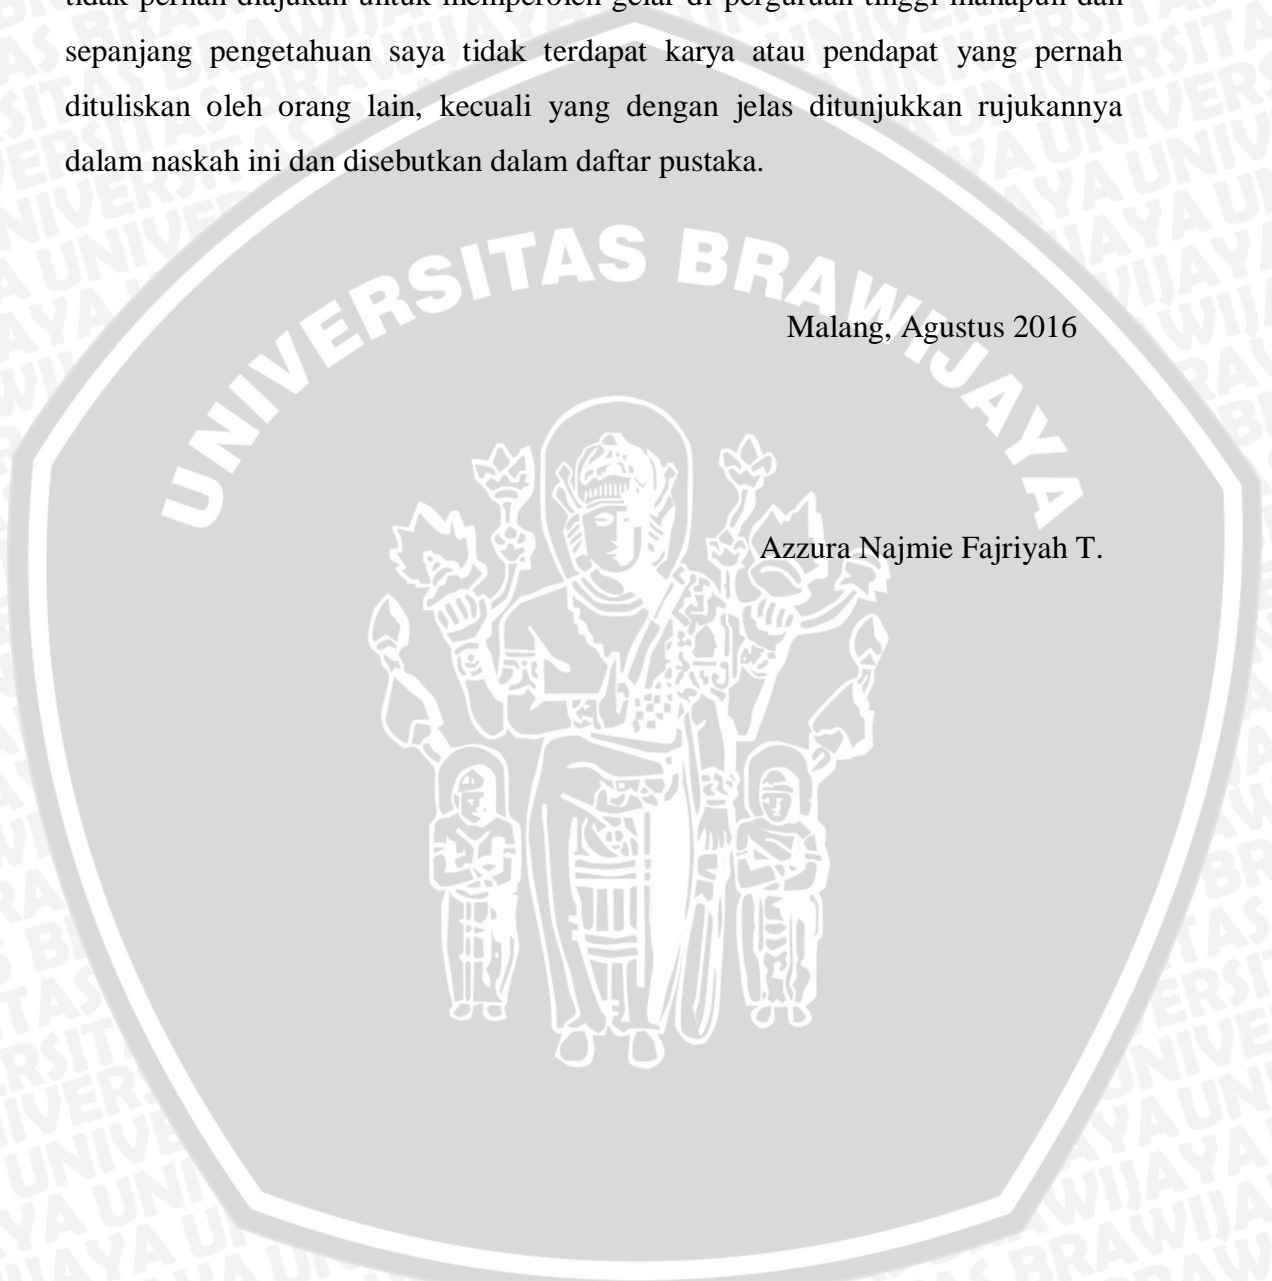 tidak pernah diajukan untuk memperoleh gelar di perguruan tinggi manapun dan
sepanjang pengetahuan saya tidak terdapat karya atau pendapat yang pernah
dituliskan oleh orang lain, kecuali yang dengan jelas ditunjukkan rujukannya
dalam naskah ini dan disebutkan dalam daftar pustaka.
UNIVERSITAS BRAWIJAYA
Malang, Agustus 2016
Azzura Najmie Fajriyah T.